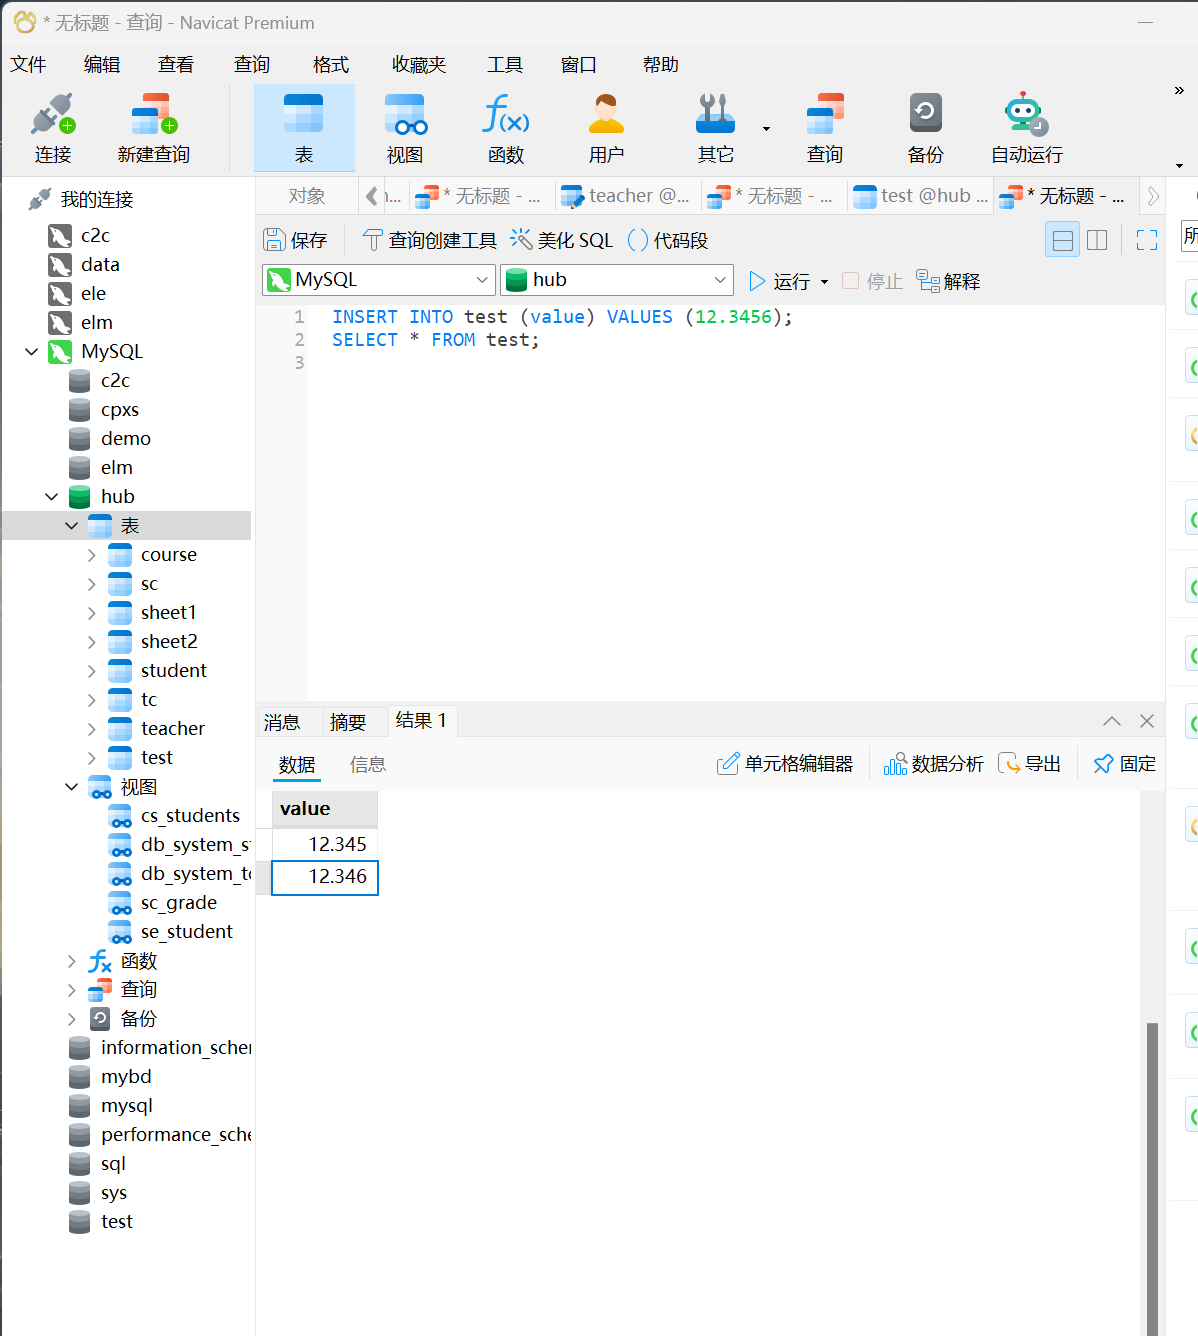 * 无标题 - 查询 - Navicat Premium
文件 编辑 查看 查询 格式 收藏夹 工具 窗口 帮助
连接 新建查询 表 视图 函数 用户 其它 查询 备份 自动运行
对象 ... * 无标题 - ... teacher @... * 无标题 - ... test @hub ... * 无标题 - ...
保存 查询创建工具 美化 SQL () 代码段
MySQL hub 运行 停止 解释
1 INSERT INTO test (value) VALUES (12.3456);
2 SELECT * FROM test;
3
我的连接
c2c
data
ele
elm
MySQL
c2c
cpxs
demo
elm
hub
表
course
sc
sheet1
sheet2
student
tc
teacher
test
视图
cs_students
db_system_s
db_system_t
sc_grade
se_student
函数
查询
备份
information_scher
mybd
mysql
performance_sche
sql
sys
test
消息 摘要 结果 1
数据 信息 单元格编辑器 数据分析 导出 固定
value
12.345
12.346
所